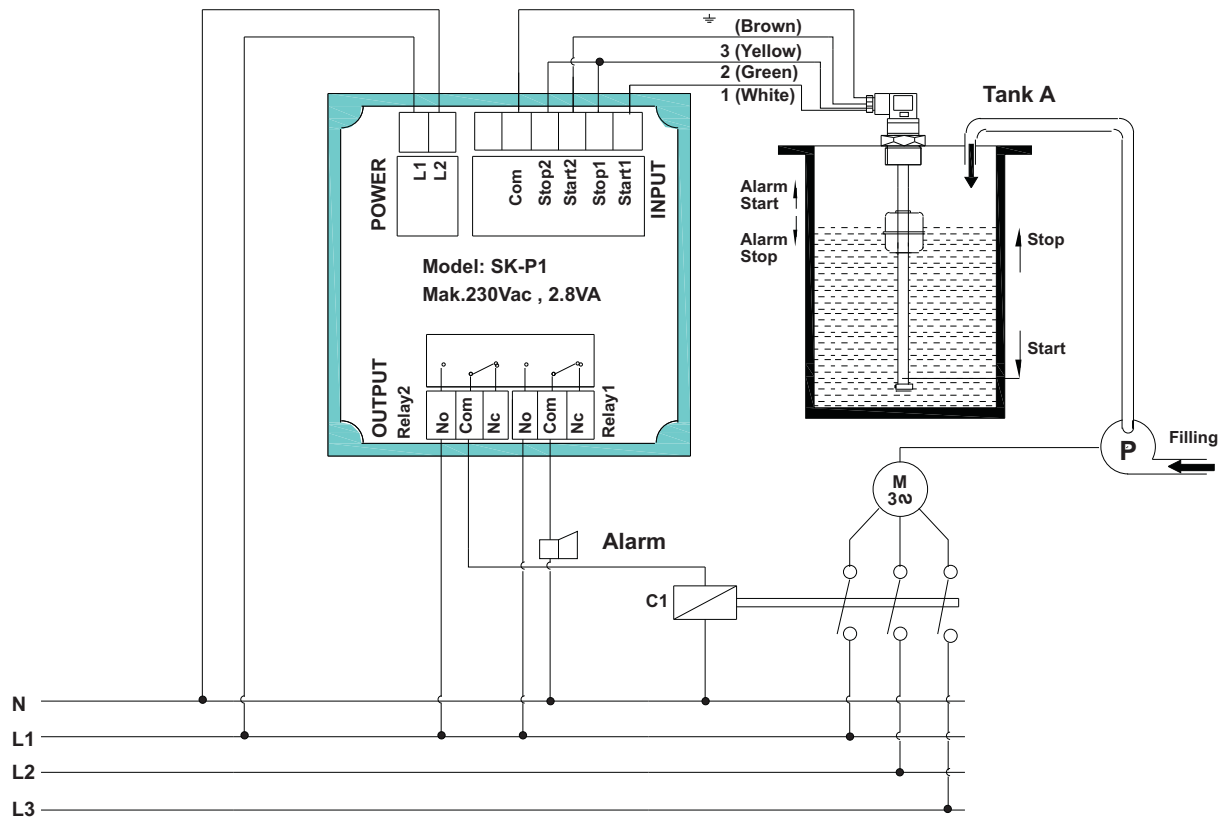 (Brown)
3 (Yellow)
2 (Green)
1 (White)
Tank A
POWER
L1
L2
Com
Stop2
Start2
Stop1
Start1
INPUT
Alarm
Start
Alarm
Stop
Stop
Start
Model: SK-P1
Mak.230Vac , 2.8VA
OUTPUT
Relay2
No
Com
Nc
No
Com
Nc
Relay1
P
Filling
M
3∾
Alarm
C1
N
L1
L2
L3